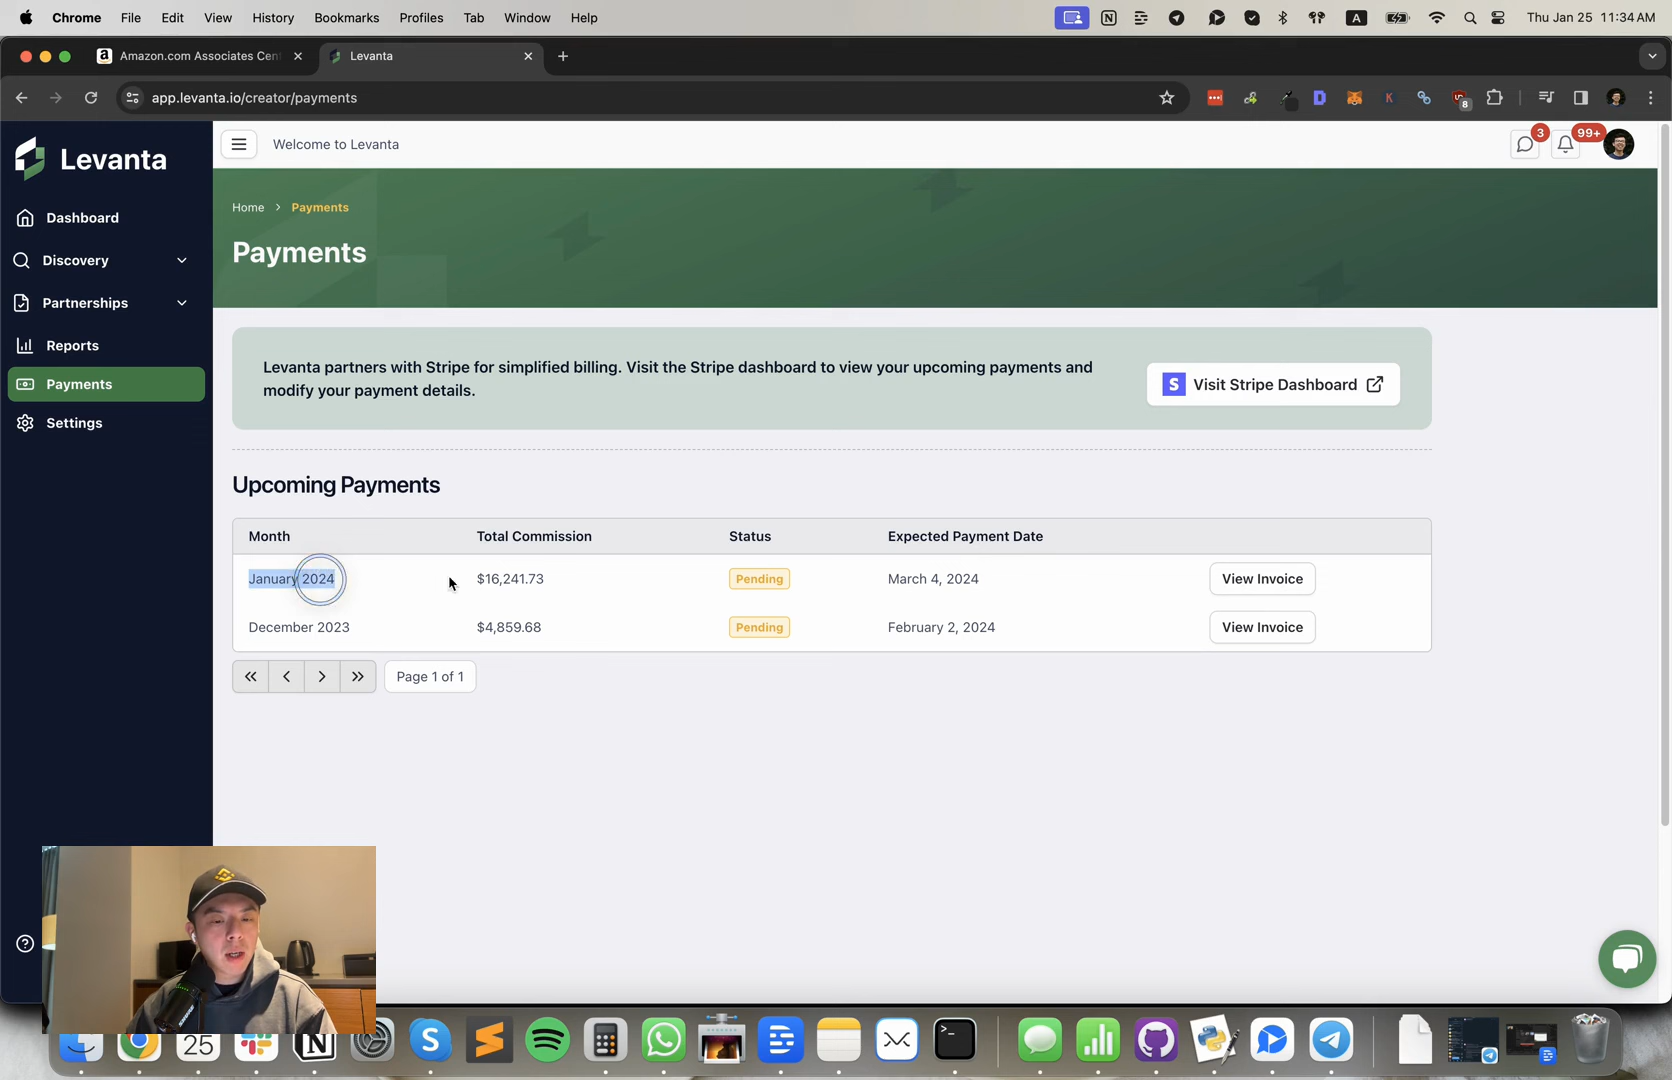 Chrome File Edit View History Bookmarks Profiles Tab Window Help
A
Thu Jan 25 11:34 AM
Amazon.com Associates Cen
Levanta
app.levanta.io/creator/payments
8
Levanta
Welcome to Levanta
3
99+
Dashboard
Discovery
Partnerships
Reports
Payments
Settings
Home > Payments
Payments
Levanta partners with Stripe for simplified billing. Visit the Stripe dashboard to view your upcoming payments and
modify your payment details.
S Visit Stripe Dashboard
Upcoming Payments
Month Total Commission Status Expected Payment Date
January 2024 $16,241.73 Pending March 4, 2024 View Invoice
December 2023 $4,859.68 Pending February 2, 2024 View Invoice
Page 1 of 1
25